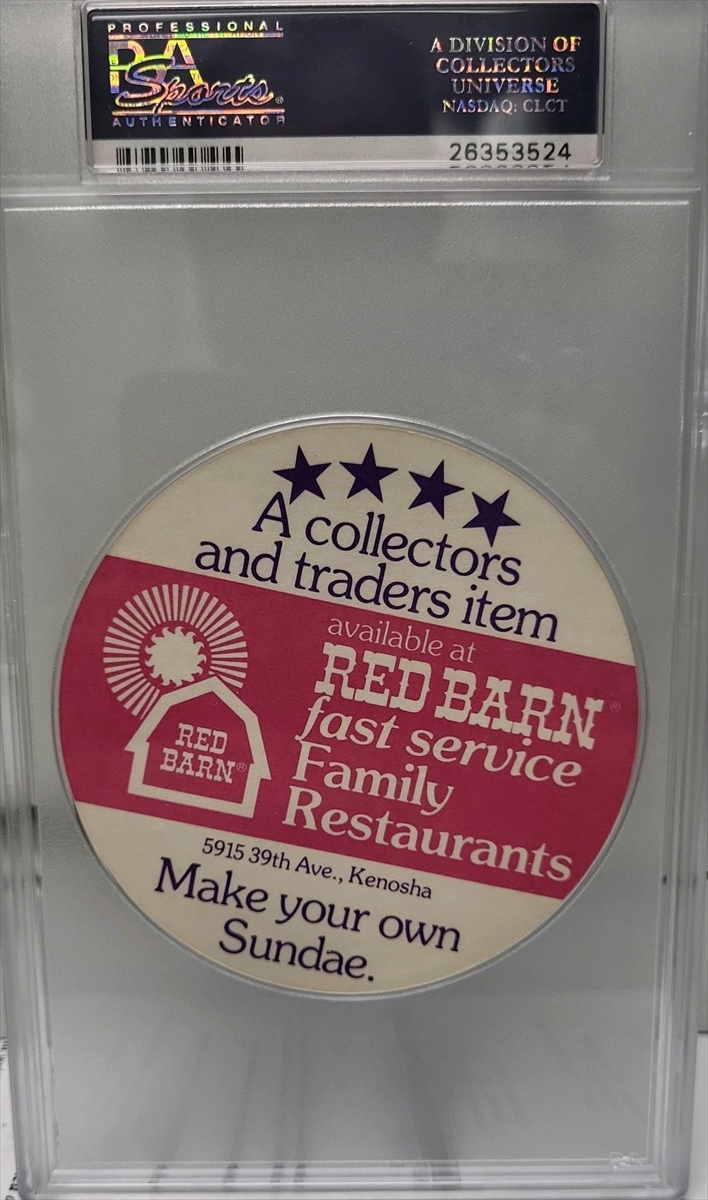 PROFESSIONAL
PSA
Sports®
AUTHENTICATOR
A DIVISION OF
COLLECTORS
UNIVERSE
NASDAQ: CLCT
26353524
A collectors
and traders item
available at
RED BARN®
fast service
Family
Restaurants
RED
BARN®
5915 39th Ave., Kenosha
Make your own
Sundae.